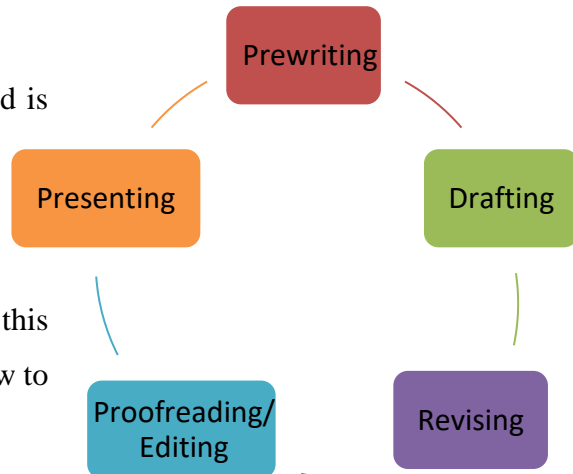 Prewriting
d is
Presenting
Drafting
this
w to
Proofreading/
Editing
Revising